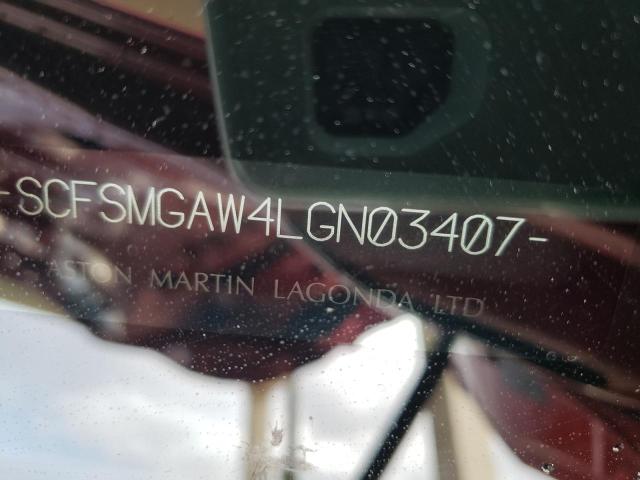 -SCFSMGAW4LGN03407-
ASTON MARTIN LAGONDA LTD